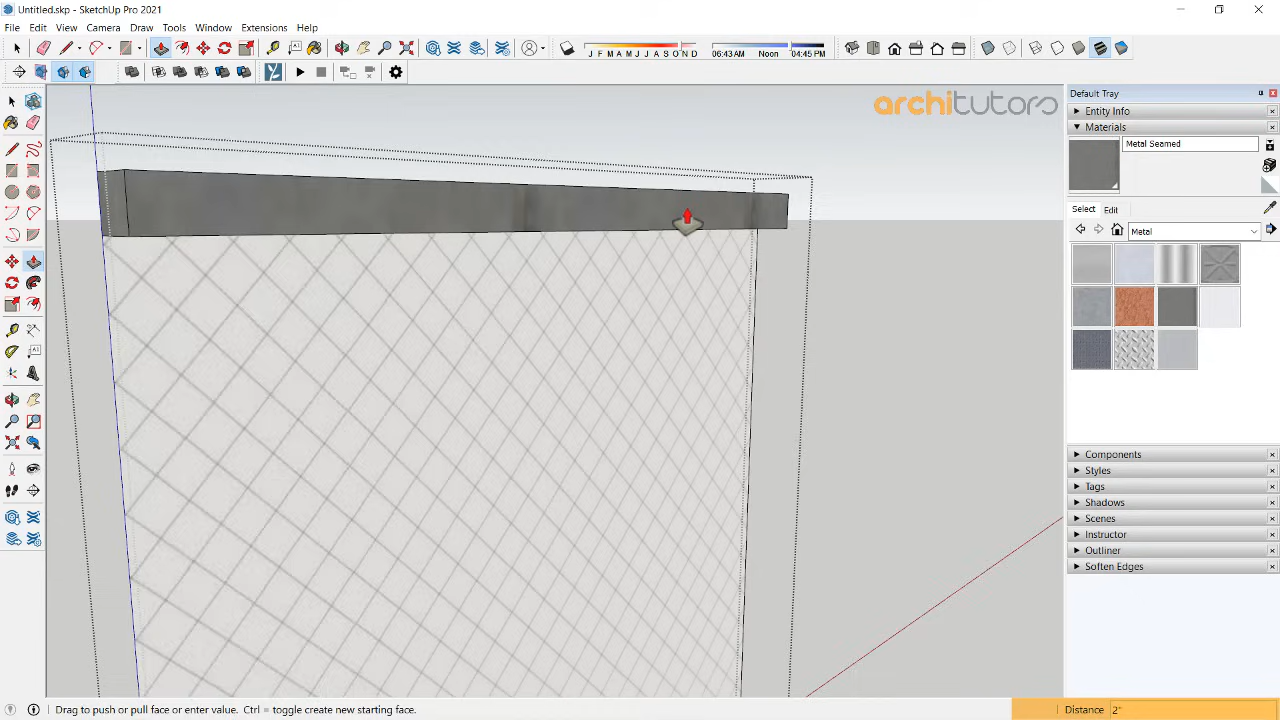 Untitled.skp - SketchUp Pro 2021
File Edit View Camera Draw Tools Window Extensions Help
J F M A M J J A S O N D
06:43 AM Noon 04:45 PM
architutors
Default Tray
Entity Info
Materials
Metal Seamed
Select Edit
Metal
Components
Styles
Tags
Shadows
Scenes
Instructor
Outliner
Soften Edges
Drag to push or pull face or enter value. Ctrl = toggle create new starting face.
Distance 2"